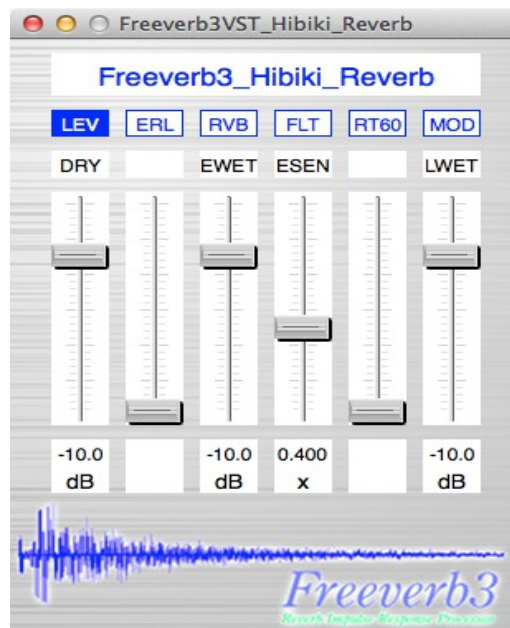 Freeverb3VST_Hibiki_Reverb
Freeverb3_Hibiki_Reverb
LEV ERL RVB FLT RT60 MOD
DRY EWET ESEN LWET
-10.0 -10.0 0.400 -10.0
dB dB x dB
Freeverb3
Reverb Impulse Response Processor